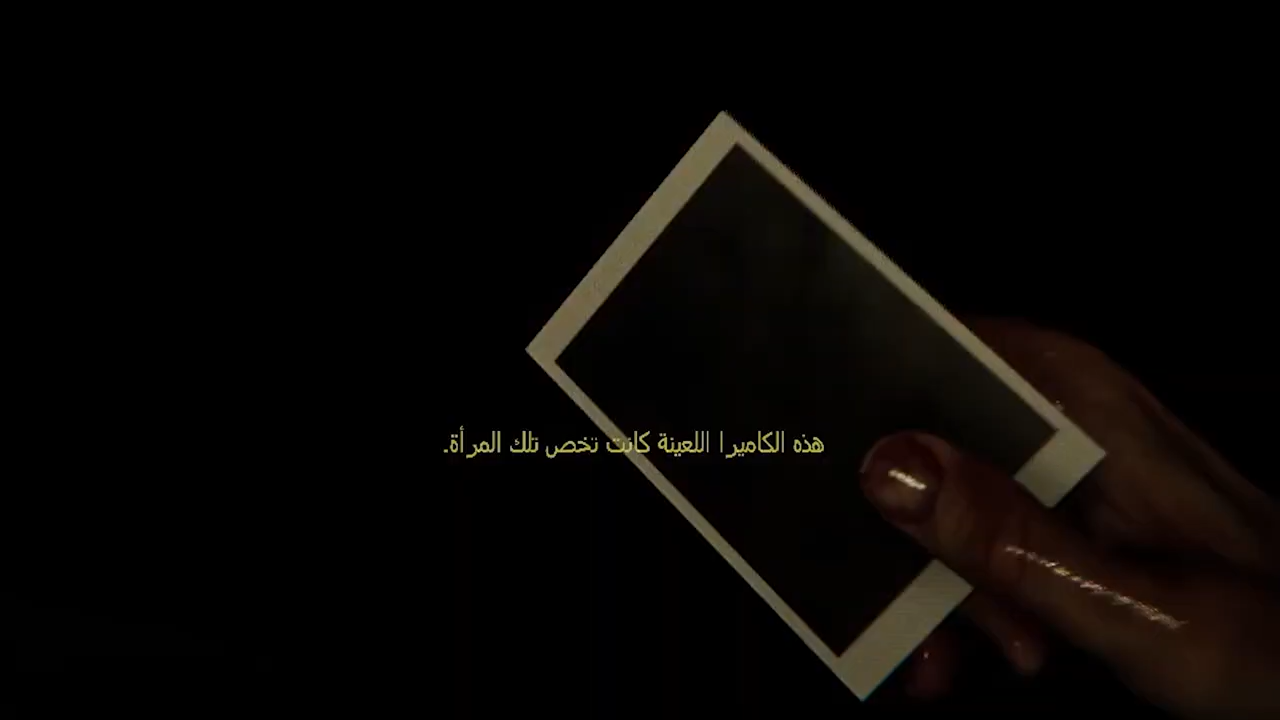 هذه الكاميرا اللعينة كانت تخص تلك المرأة.